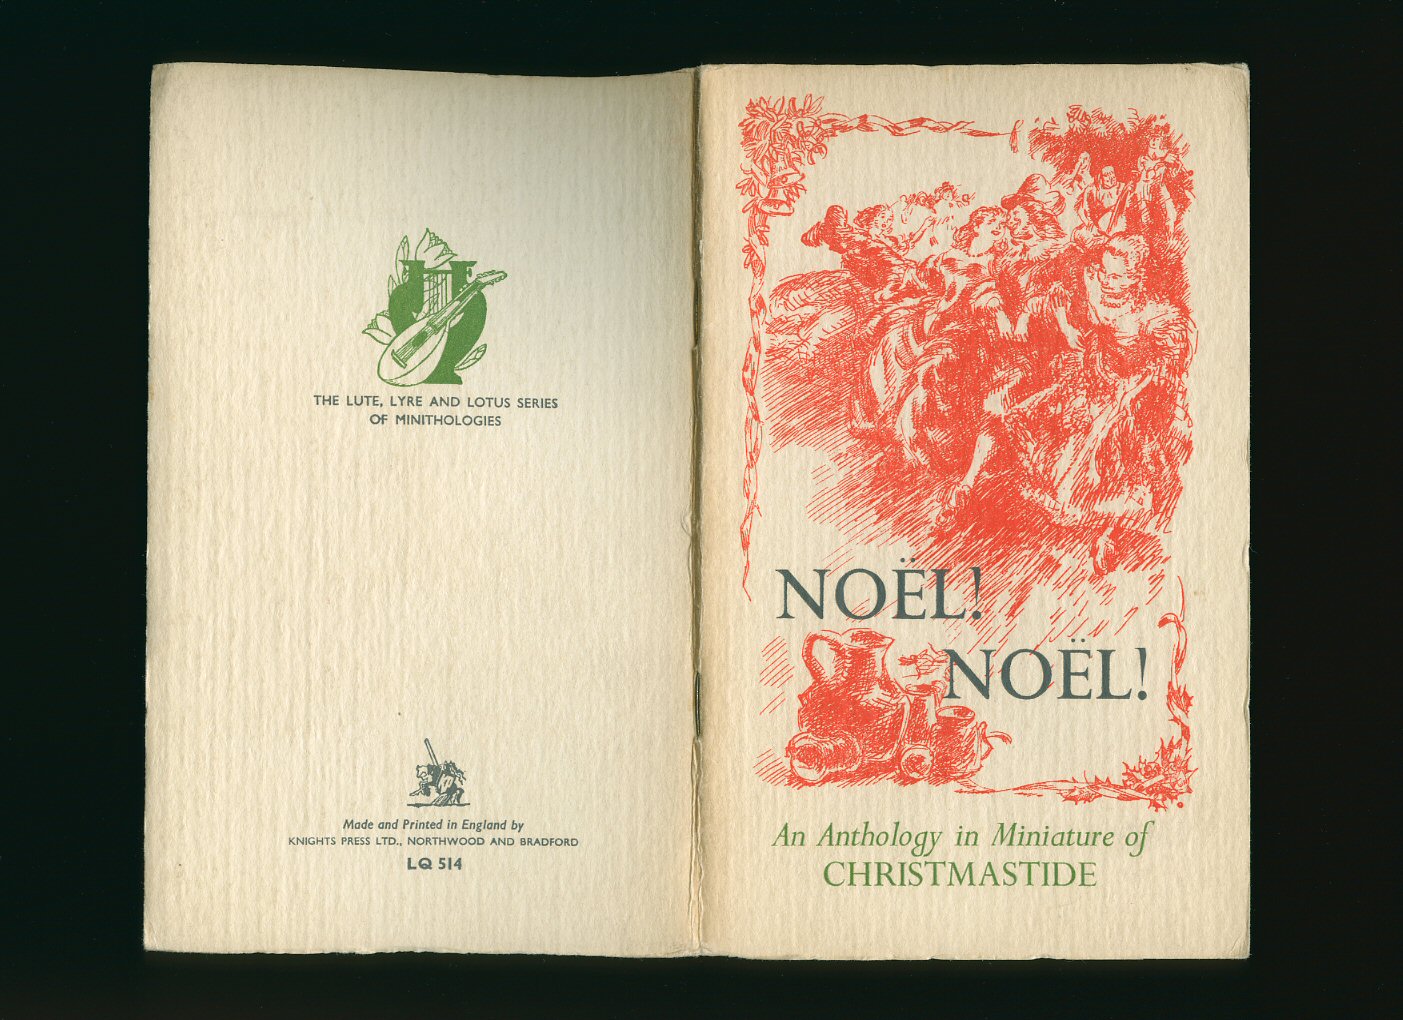 THE LUTE, LYRE AND LOTUS SERIES
OF MINITHOLOGIES
Made and Printed in England by
KNIGHTS PRESS LTD., NORTHWOOD AND BRADFORD
LQ 514
NOËL!
NOËL!
An Anthology in Miniature of
CHRISTMASTIDE